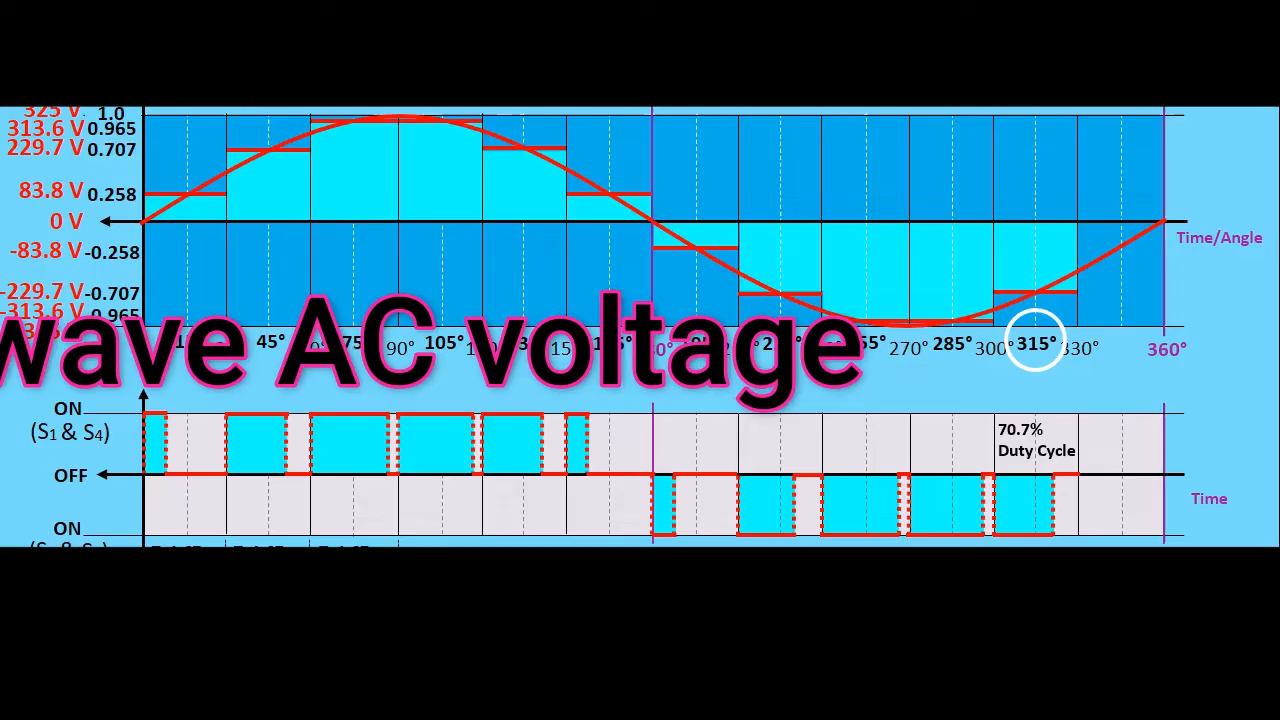 325 V 1.0
313.6 V 0.965
229.7 V 0.707
83.8 V 0.258
0 V
-83.8 V -0.258
Time/Angle
-229.7 V -0.707
-313.6 V
wave AC voltage
45° 90° 105° 270° 285° 300° 315° 330° 360°
ON
(S1 & S4)
70.7%
Duty Cycle
OFF
Time
ON